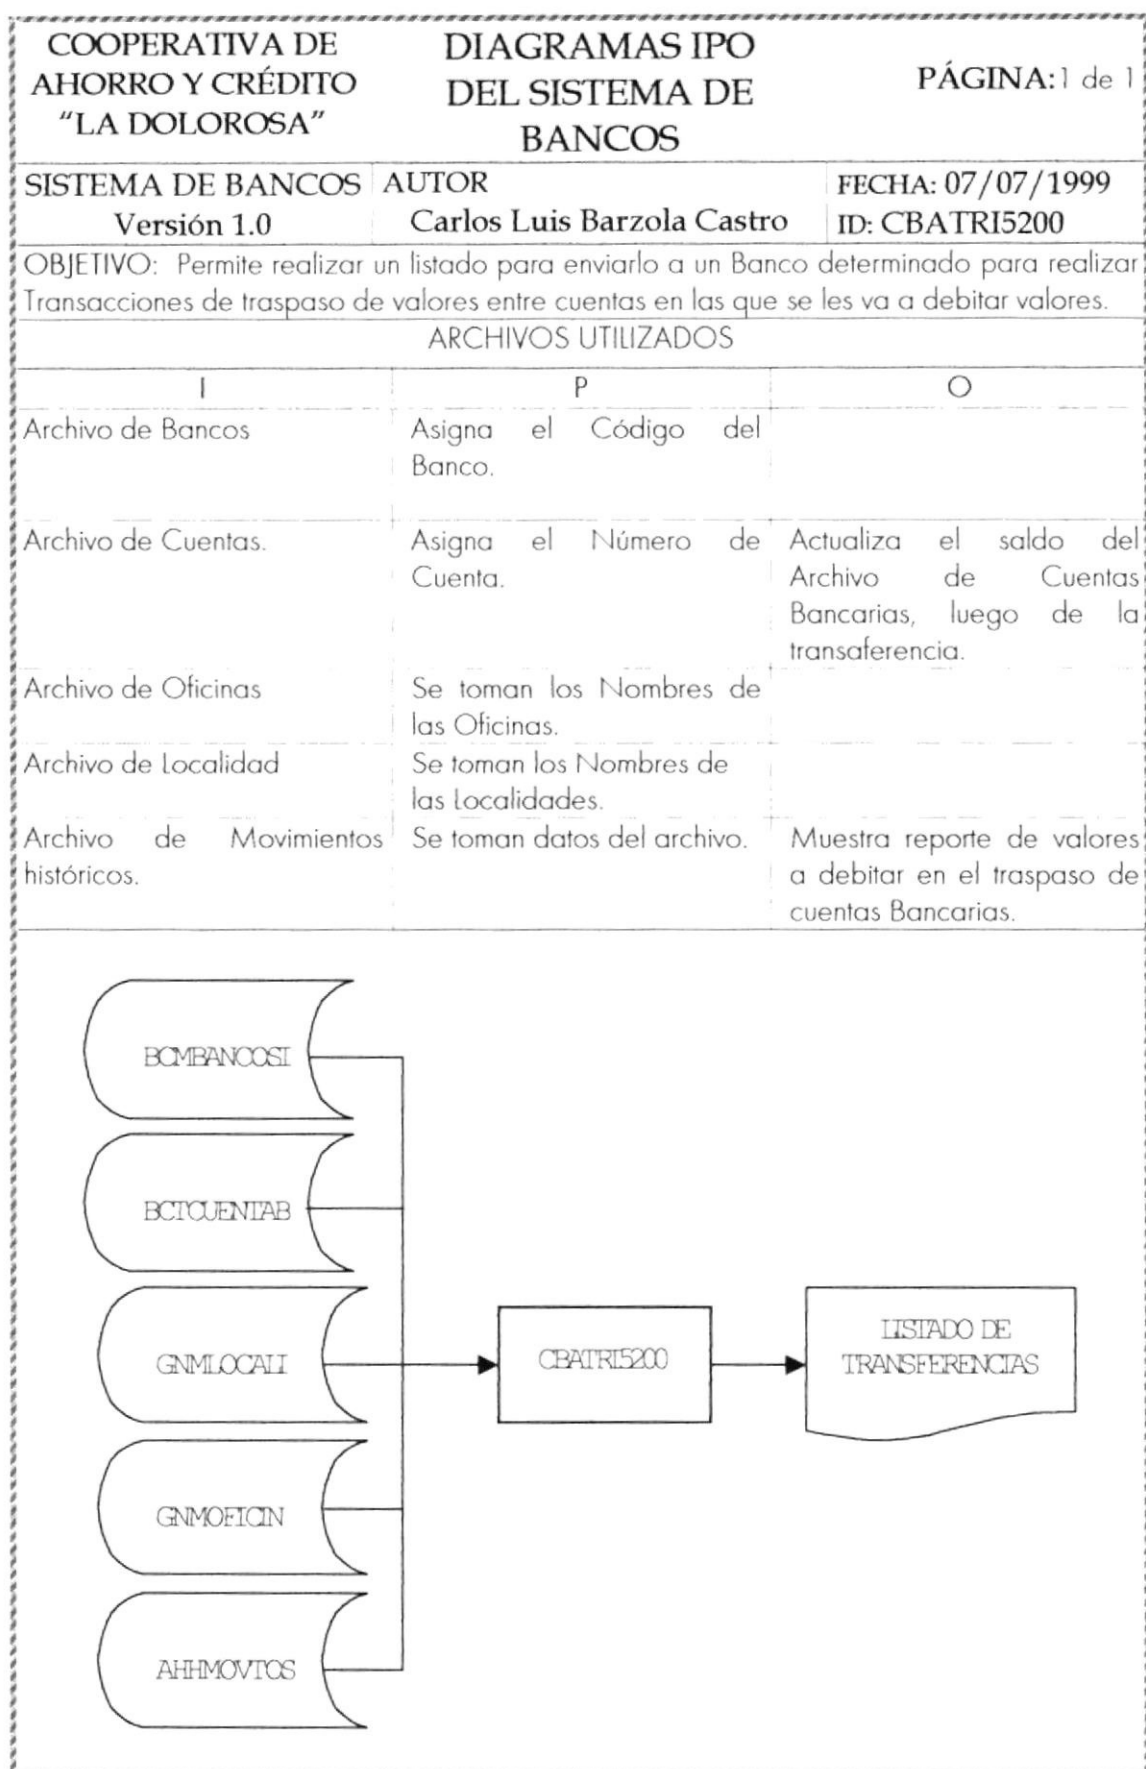 COOPERATIVA DE
AHORRO Y CRÉDITO
"LA DOLOROSA"
DIAGRAMAS IPO
DEL SISTEMA DE
BANCOS
PÁGINA:1 de 1
SISTEMA DE BANCOS
Versión 1.0
AUTOR
Carlos Luis Barzola Castro
FECHA: 07/07/1999
ID: CBATRI5200
OBJETIVO: Permite realizar un listado para enviarlo a un Banco determinado para realizar
Transacciones de traspaso de valores entre cuentas en las que se les va a debitar valores.
ARCHIVOS UTILIZADOS
I
P
O
Archivo de Bancos
Asigna el Código del
Banco.
Archivo de Cuentas.
Asigna el Número de
Cuenta.
Actualiza el saldo del
Archivo de Cuentas
Bancarias, luego de la
transaferencia.
Archivo de Oficinas
Se toman los Nombres de
las Oficinas.
Archivo de Localidad
Se toman los Nombres de
las Localidades.
Archivo de Movimientos
históricos.
Se toman datos del archivo.
Muestra reporte de valores
a debitar en el traspaso de
cuentas Bancarias.
BCMBANCOSI
BCTCUENTAB
GNMLOCALI
CBATRI5200
LISTADO DE
TRANSFERENCIAS
GNMOFICIN
AHHMOVTOS